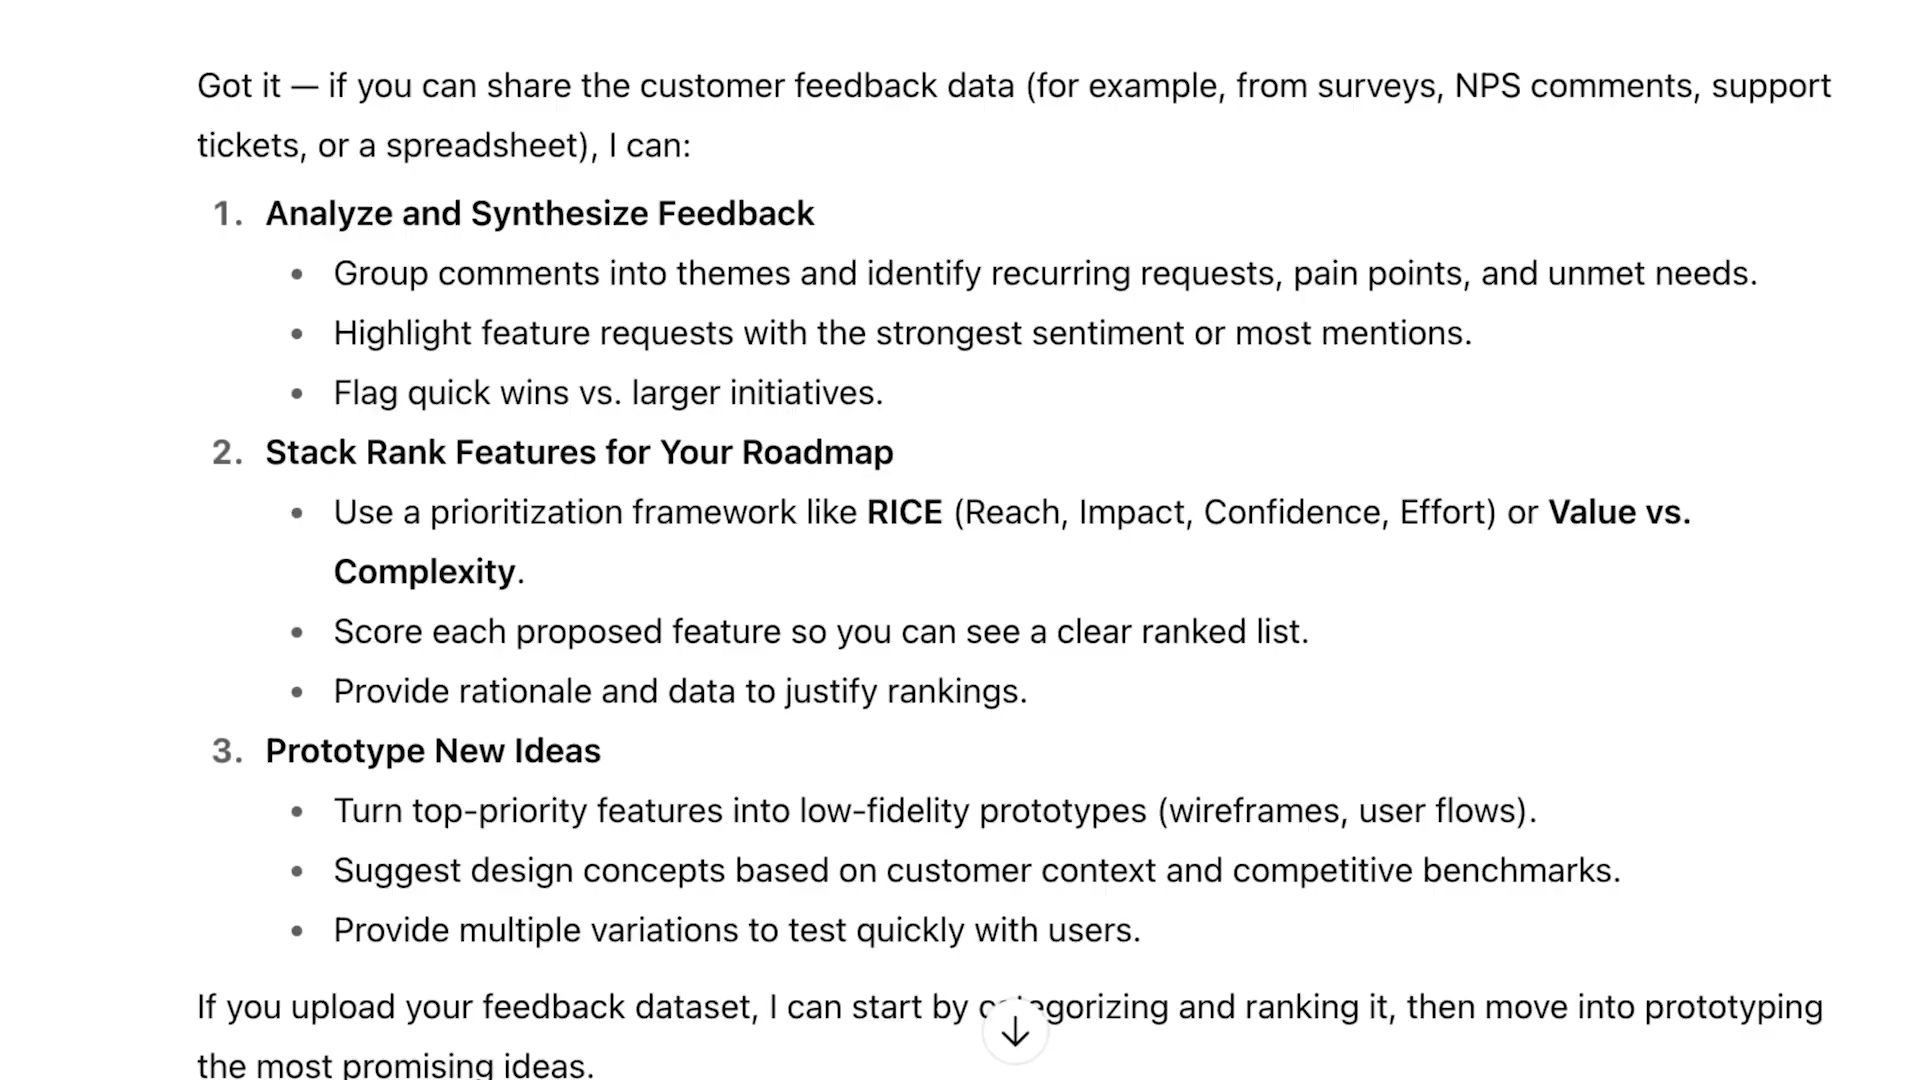 Got it — if you can share the customer feedback data (for example, from surveys, NPS comments, support
tickets, or a spreadsheet), I can:
1. Analyze and Synthesize Feedback
• Group comments into themes and identify recurring requests, pain points, and unmet needs.
• Highlight feature requests with the strongest sentiment or most mentions.
• Flag quick wins vs. larger initiatives.
2. Stack Rank Features for Your Roadmap
• Use a prioritization framework like RICE (Reach, Impact, Confidence, Effort) or Value vs.
Complexity.
• Score each proposed feature so you can see a clear ranked list.
• Provide rationale and data to justify rankings.
3. Prototype New Ideas
• Turn top-priority features into low-fidelity prototypes (wireframes, user flows).
• Suggest design concepts based on customer context and competitive benchmarks.
• Provide multiple variations to test quickly with users.
If you upload your feedback dataset, I can start by categorizing and ranking it, then move into prototyping
the most promising ideas.